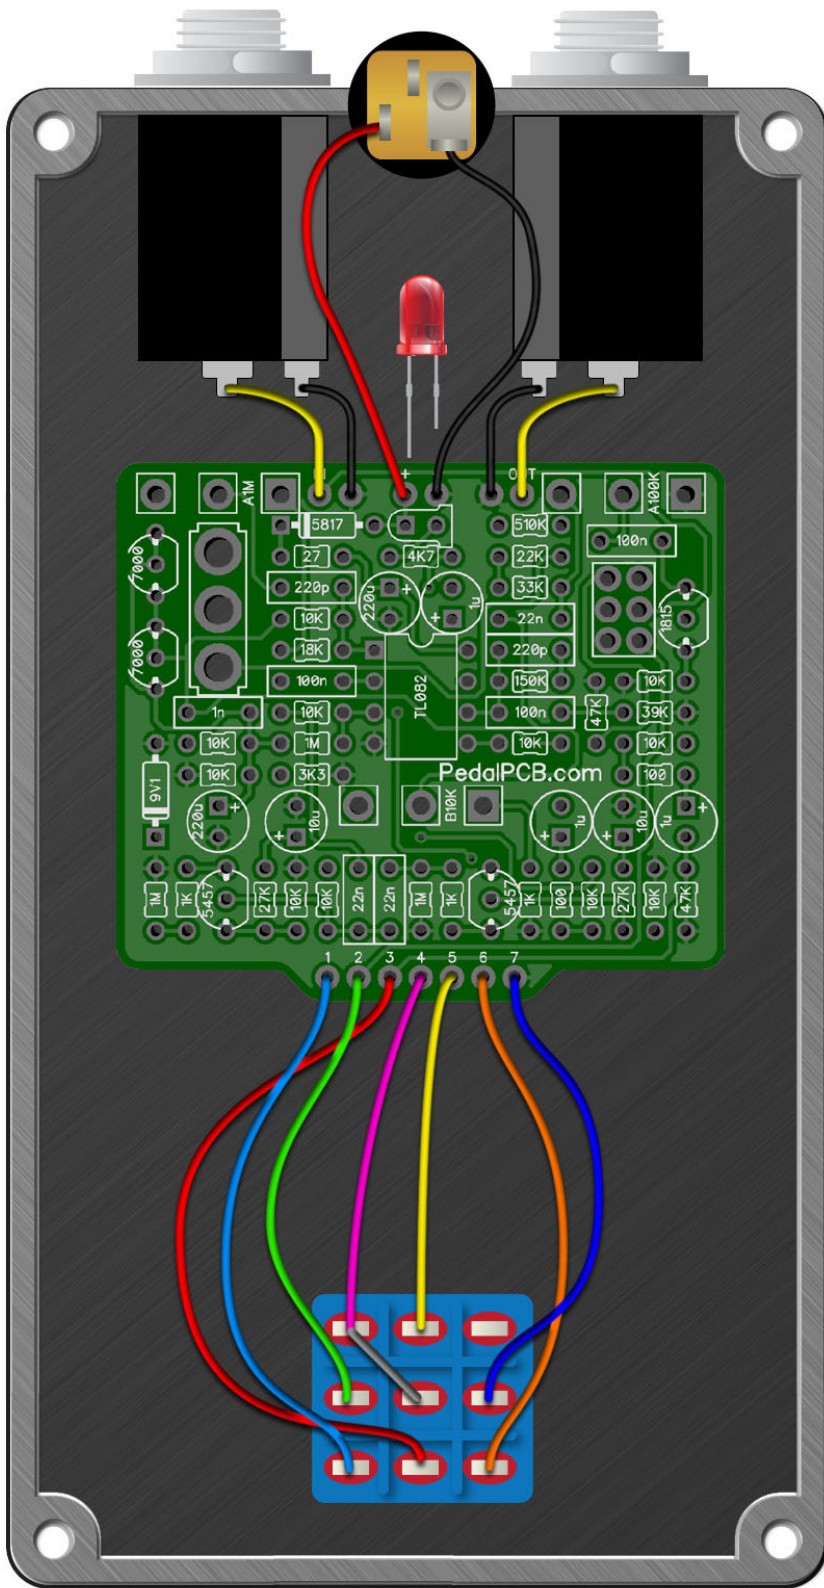 IN
+
OUT
A1M
A100K
5817
510K
7000
27
4K7
22K
100n
220p
220u
+
1u
+
33K
10K
22n
1815
7000
18K
TL082
220p
100n
150K
10K
1n
10K
100n
47K
39K
10K
1M
10K
10K
10K
3K3
PedalPCB.com
100
9V1
220u
+
10u
+
B10K
1u
+
10u
+
1u
+
1M
1K
5457
27K
10K
10K
22n
22n
1M
1K
5457
1K
100
10K
27K
10K
47K
1
2
3
4
5
6
7